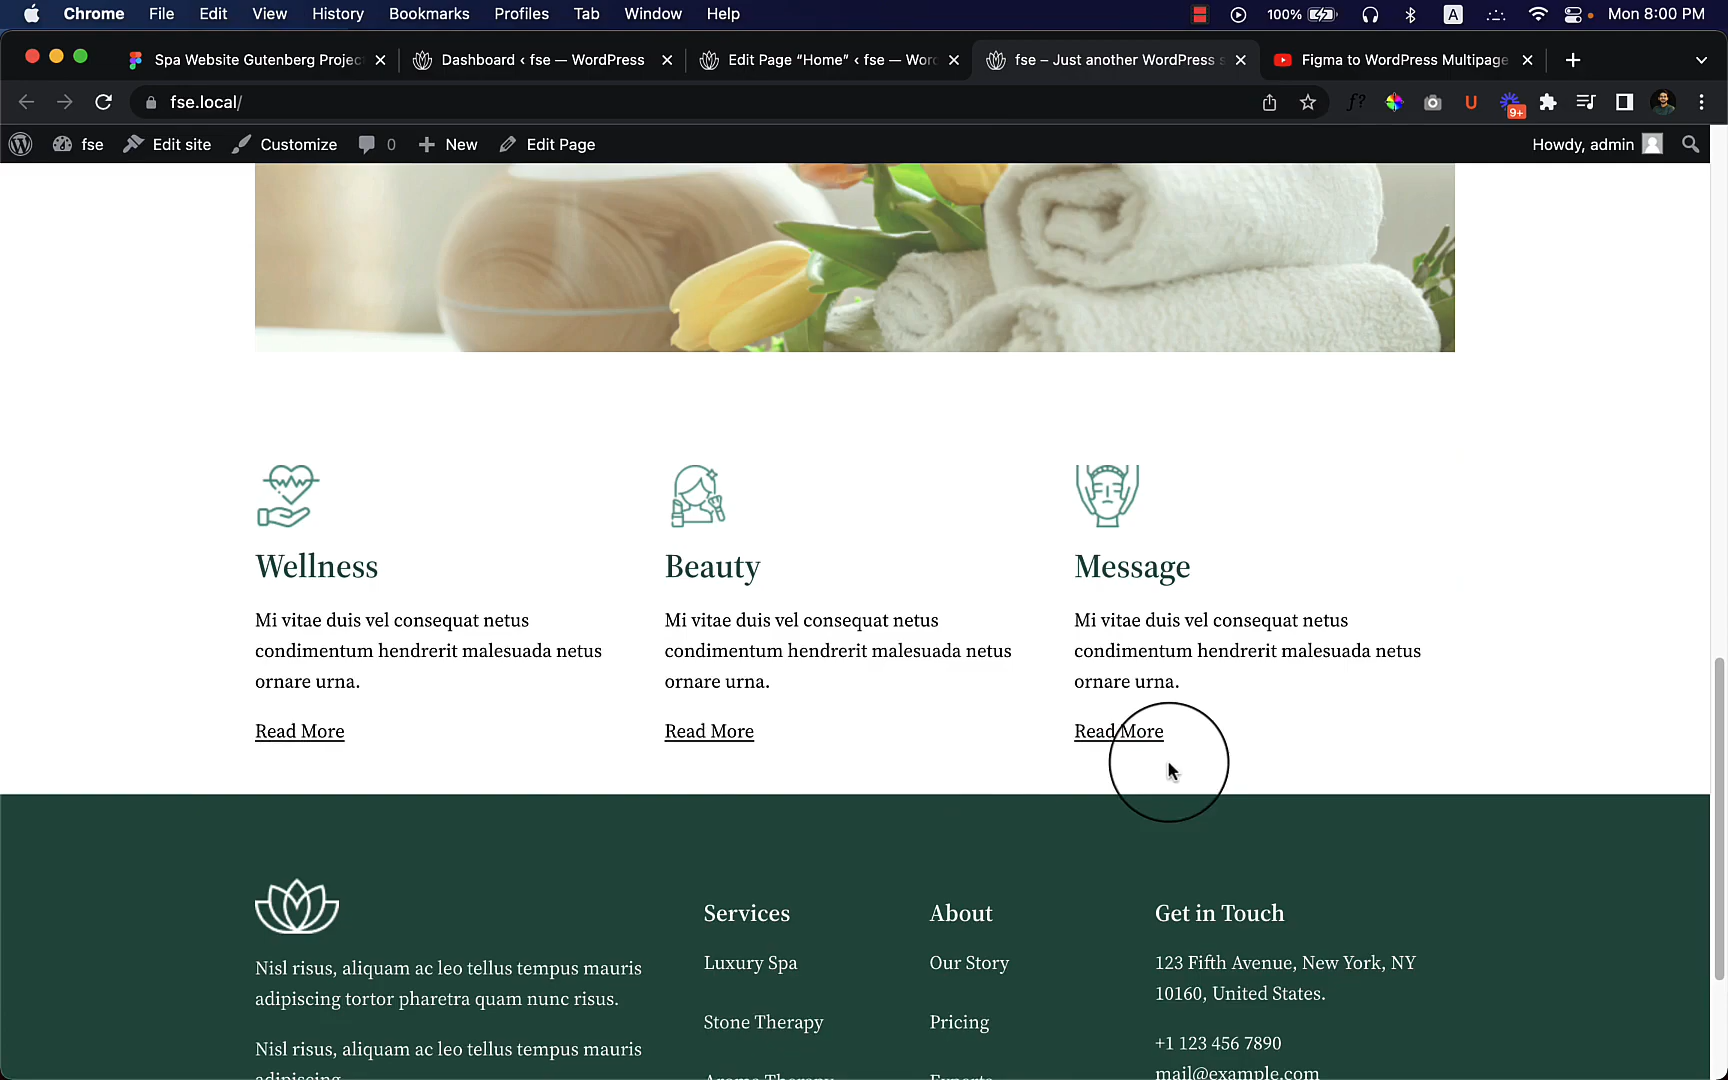 Chrome File Edit View History Bookmarks Profiles Tab Window Help 100% A Mon 8:00 PM
Spa Website Gutenberg Projec Dashboard ‹ fse — WordPress Edit Page “Home” ‹ fse — Wor fse – Just another WordPress s Figma to WordPress Multipage
fse.local/ f? U 9+
fse Edit site Customize 0 New Edit Page Howdy, admin
Wellness Beauty Message
Mi vitae duis vel consequat netus Mi vitae duis vel consequat netus Mi vitae duis vel consequat netus
condimentum hendrerit malesuada netus condimentum hendrerit malesuada netus condimentum hendrerit malesuada netus
ornare urna. ornare urna. ornare urna.
Read More Read More Read More
Services About Get in Touch
Nisl risus, aliquam ac leo tellus tempus mauris Luxury Spa Our Story 123 Fifth Avenue, New York, NY
adipiscing tortor pharetra quam nunc risus. 10160, United States.
Stone Therapy Pricing
Nisl risus, aliquam ac leo tellus tempus mauris +1 123 456 7890
adipiscing Aroma Therapy Experts mail@example.com